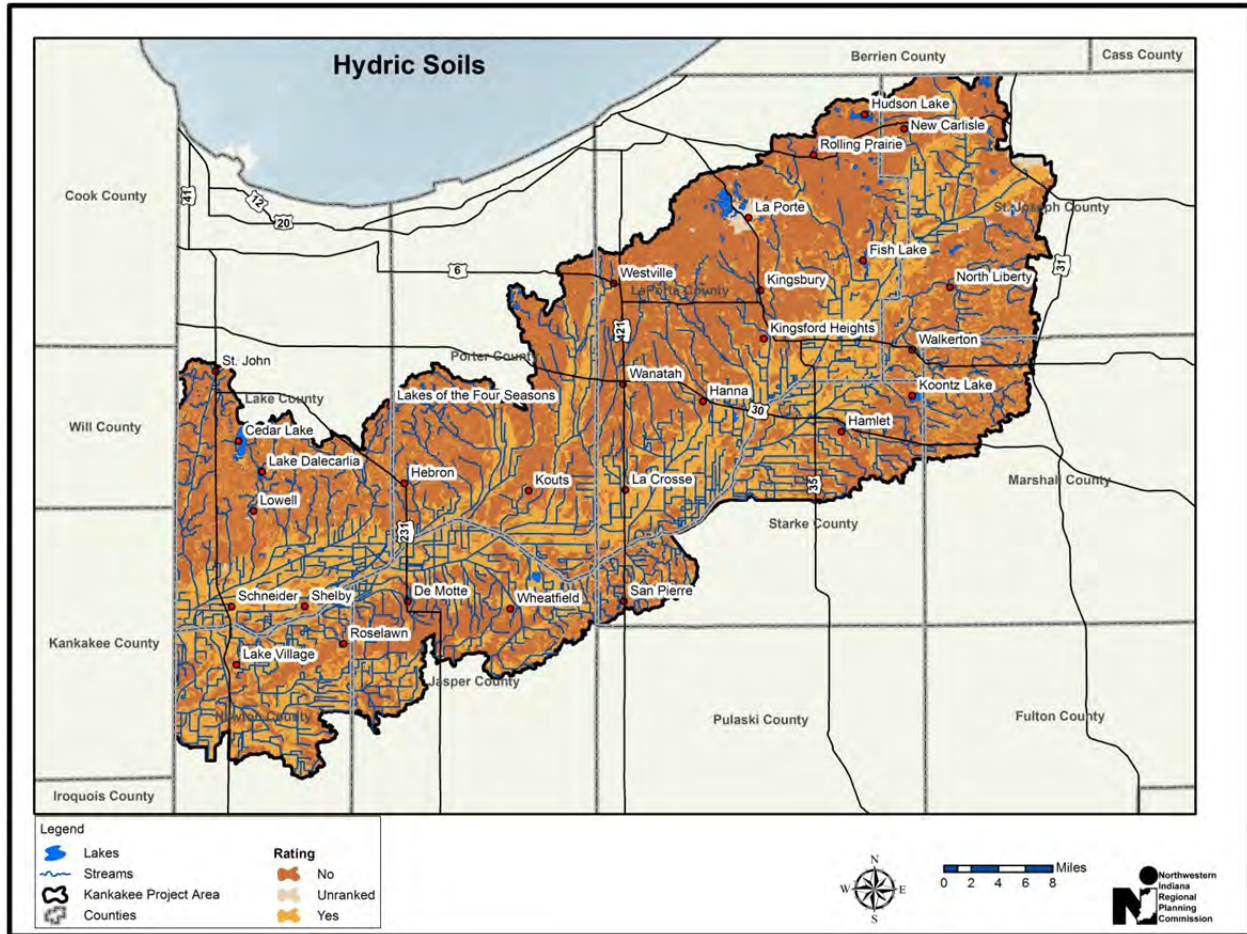 Hydric Soils
Berrien County
Cass County
Hudson Lake
New Carlisle
Rolling Prairie
Cook County
41
12
20
La Porte
St. Joseph County
Fish Lake
31
6
Westville
LaPorte County
Kingsbury
North Liberty
421
Kingsford Heights
Walkerton
Porter County
St. John
Wanatah
Koontz Lake
Lakes of the Four Seasons
Hanna
Lake County
30
Will County
Hamlet
Cedar Lake
Lake Dalecarlia
Hebron
Kouts
La Crosse
35
Marshall County
Lowell
231
Starke County
Schneider
Shelby
De Motte
Wheatfield
San Pierre
Kankakee County
Roselawn
Lake Village
Jasper County
Newton County
Pulaski County
Fulton County
Iroquois County
Legend
Lakes
Streams
Kankakee Project Area
Counties
Rating
No
Unranked
Yes
N
W
E
S
Miles
0 2 4 6 8
Northwestern
Indiana
Regional
Planning
Commission